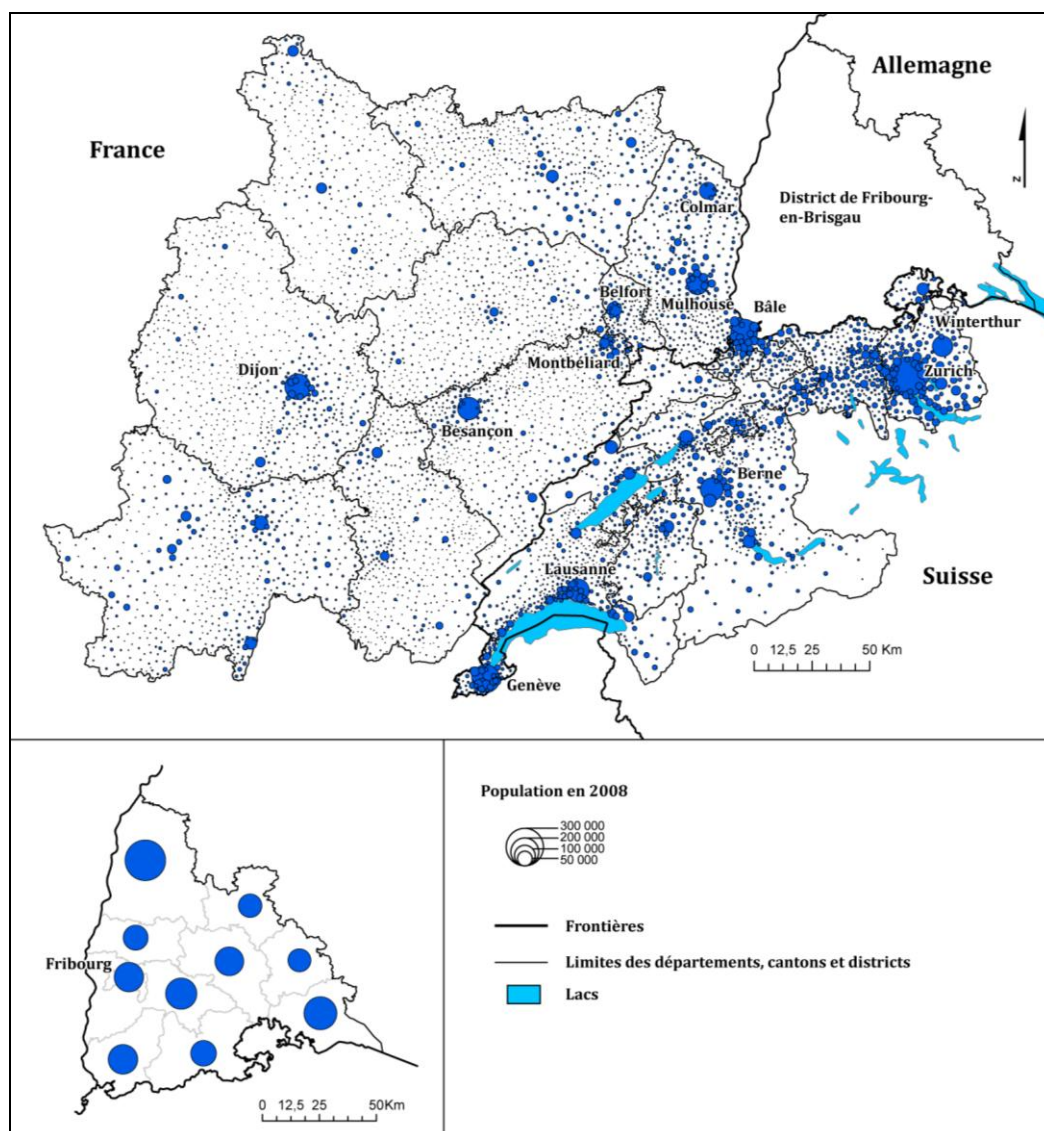 Allemagne
France
N
Colmar
District de Fribourg-
en-Brisgau
Belfort
Mulhouse
Bâle
Winterthur
Montbéliard
Zurich
Dijon
Besançon
Berne
Lausanne
Suisse
Genève
0 12,5 25 50 Km
Population en 2008
300 000
200 000
100 000
50 000
Frontières
Fribourg
Limites des départements, cantons et districts
Lacs
0 12,5 25 50Km